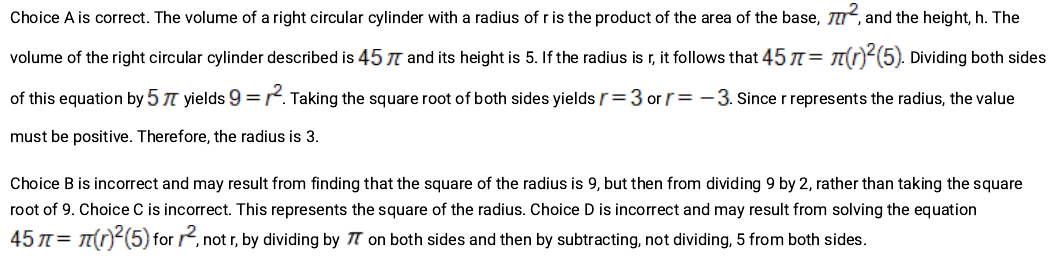 Choice A is correct. The volume of a right circular cylinder with a radius of r is the product of the area of the base, πr², and the height, h. The
volume of the right circular cylinder described is 45 π and its height is 5. If the radius is r, it follows that 45 π = π(r)²(5). Dividing both sides
of this equation by 5 π yields 9 = r². Taking the square root of both sides yields r = 3 or r = −3. Since r represents the radius, the value
must be positive. Therefore, the radius is 3.
Choice B is incorrect and may result from finding that the square of the radius is 9, but then from dividing 9 by 2, rather than taking the square
root of 9. Choice C is incorrect. This represents the square of the radius. Choice D is incorrect and may result from solving the equation
45 π = π(r)²(5) for r², not r, by dividing by π on both sides and then by subtracting, not dividing, 5 from both sides.